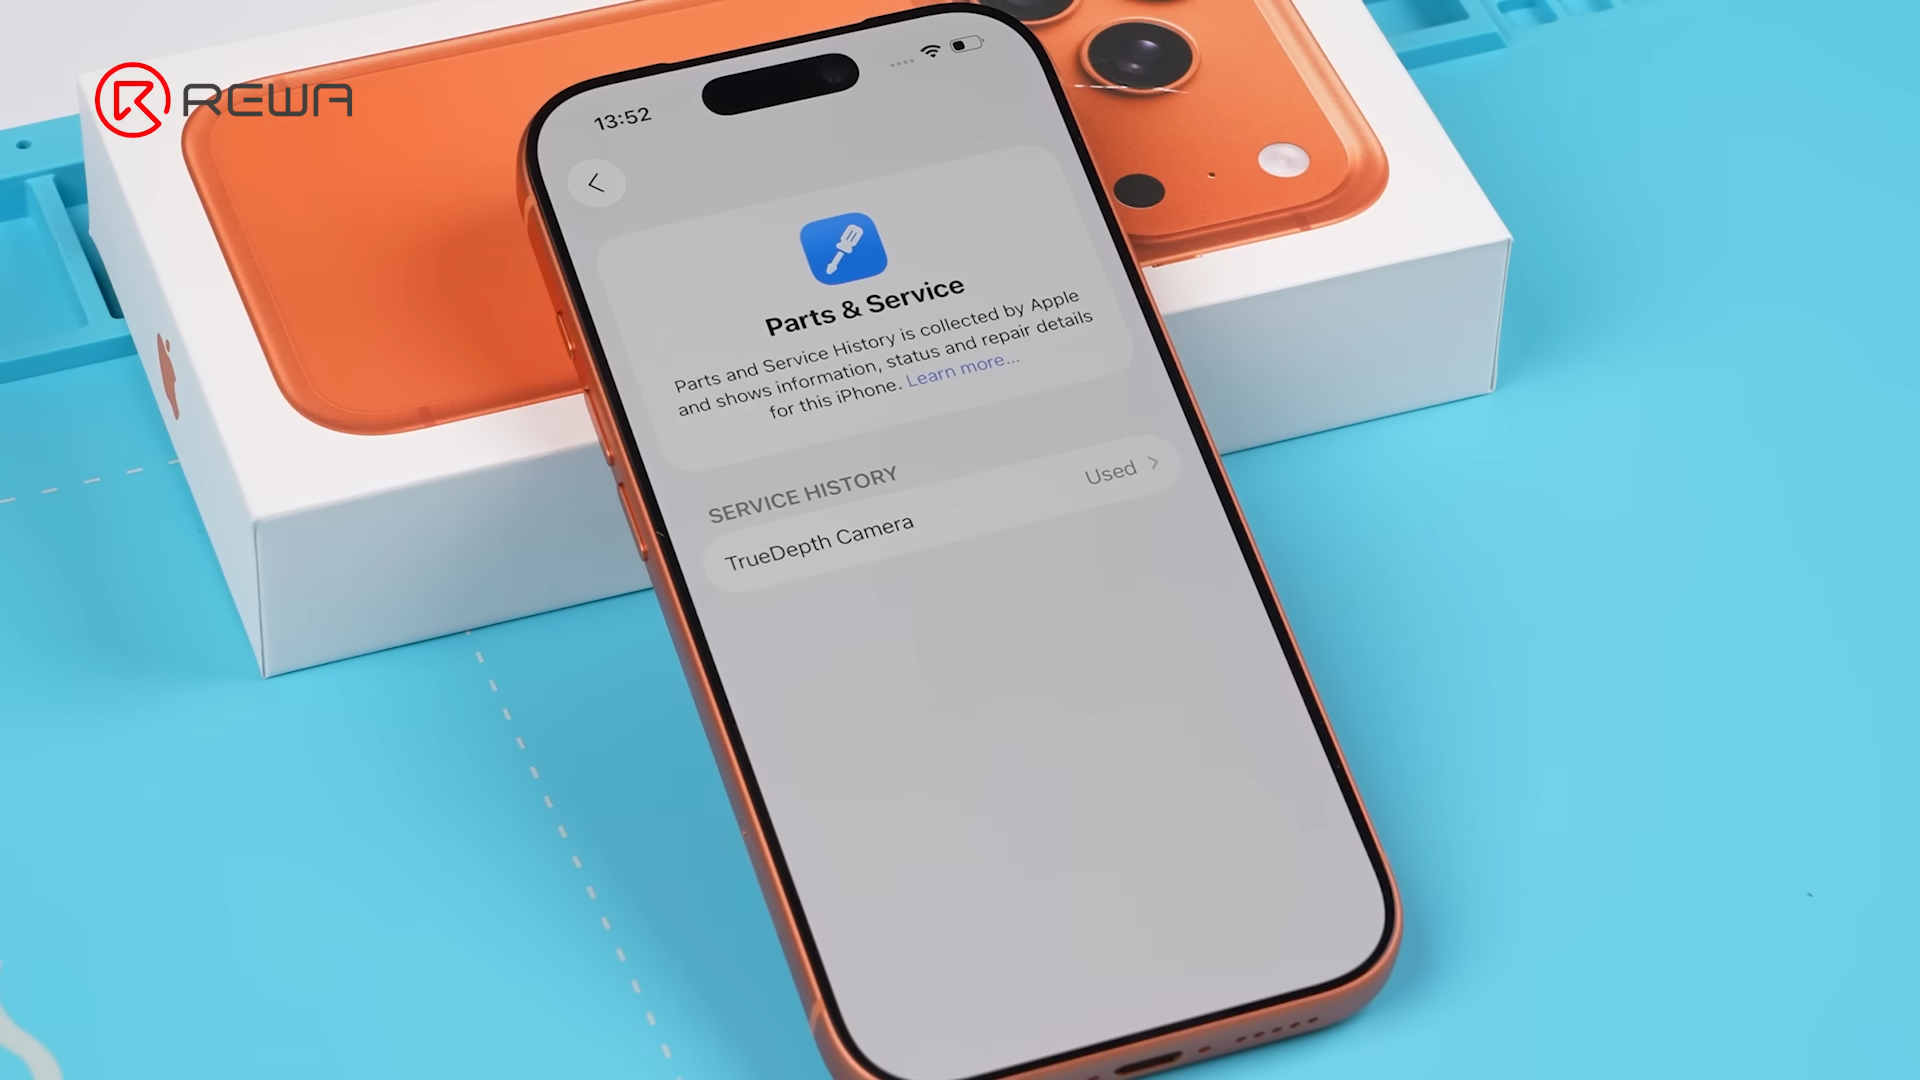 REWA
13:52
Parts & Service
Parts and Service History is collected by Apple
and shows information, status and repair details
for this iPhone. Learn more...
SERVICE HISTORY
TrueDepth Camera
Used